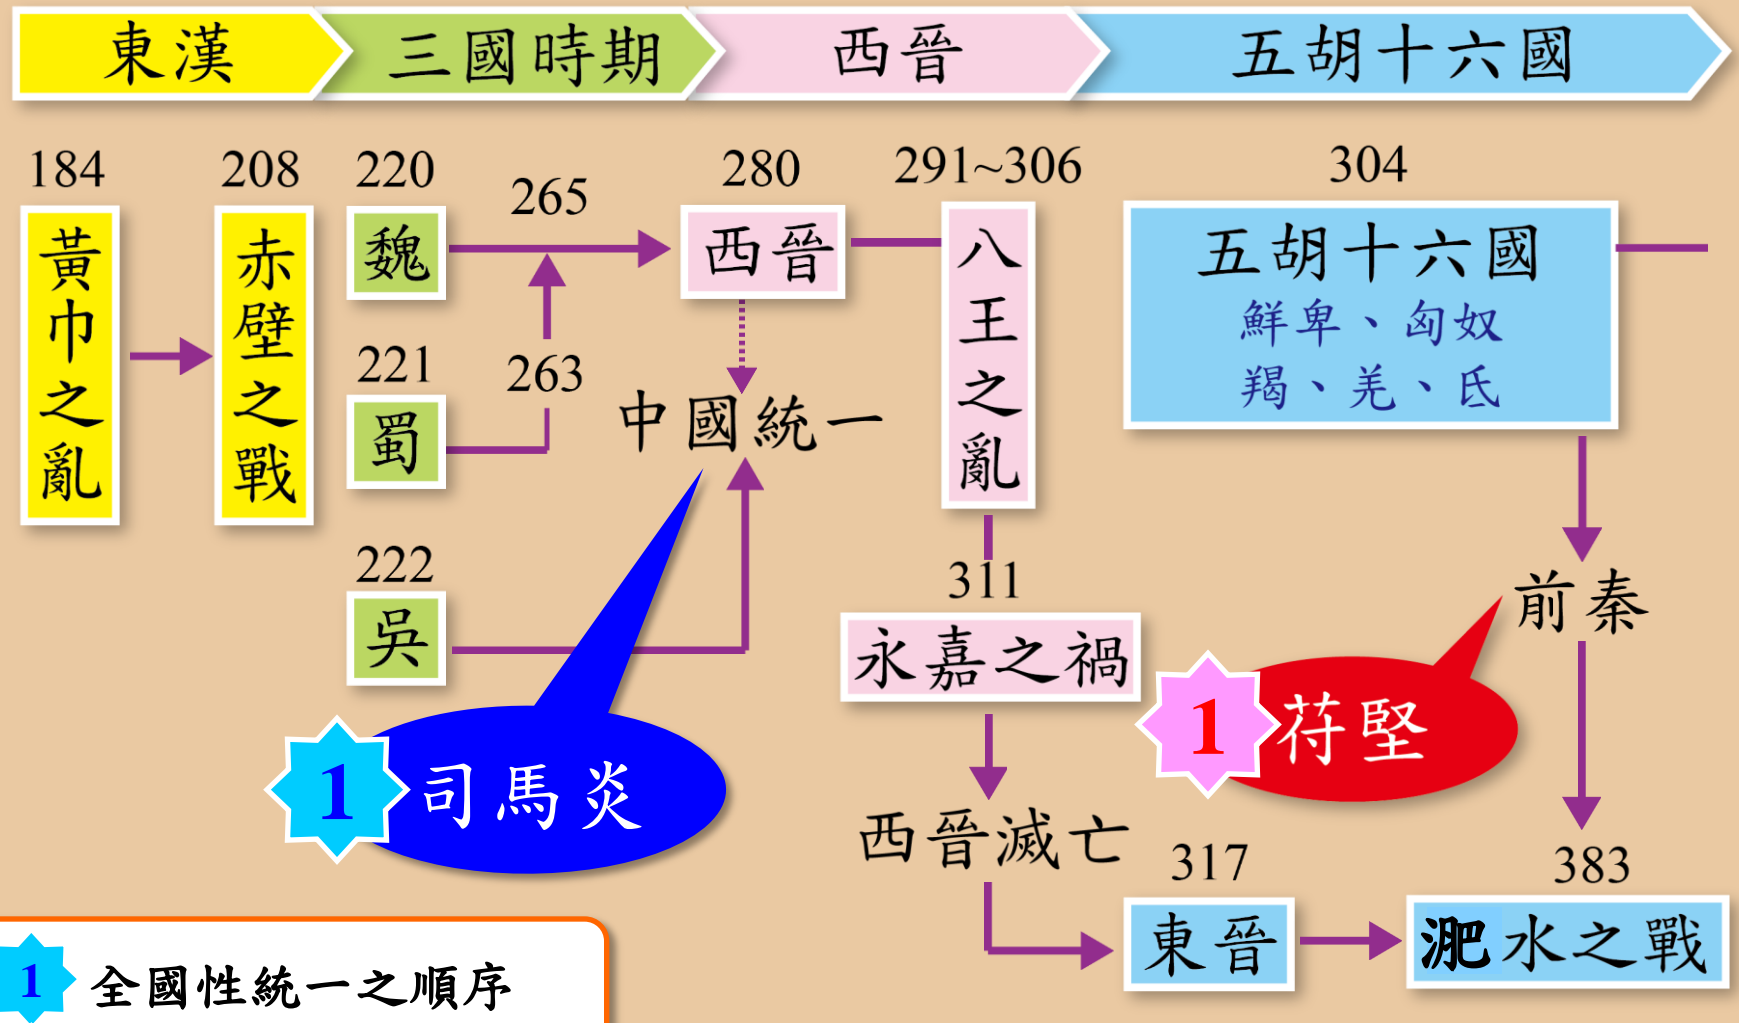 東漢
三國時期
西晉
五胡十六國
184
208
220
265
280
291~306
304
黃巾之亂
赤壁之戰
魏
西晉
八王之亂
五胡十六國
鮮卑、匈奴
羯、羌、氐
221
263
蜀
中國統一
222
吳
311
永嘉之禍
前秦
1
苻堅
1
司馬炎
西晉滅亡
317
383
東晉
淝水之戰
1
全國性統一之順序